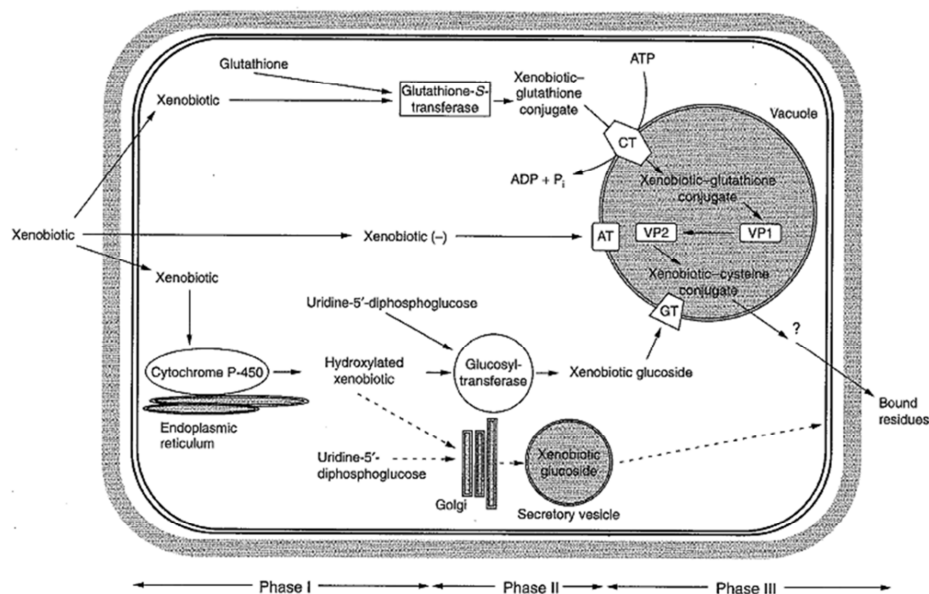 Glutathione
Xenobiotic
Glutathione-S-
transferase
Xenobiotic–
glutathione
conjugate
ATP
Vacuole
CT
ADP + Pi
Xenobiotic–glutathione
conjugate
Xenobiotic
Xenobiotic (–)
AT
VP2
VP1
Xenobiotic–cysteine
conjugate
Xenobiotic
Uridine-5′-diphosphoglucose
GT
?
Cytochrome P-450
Hydroxylated
xenobiotic
Glucosyl-
transferase
Xenobiotic glucoside
Endoplasmic
reticulum
Bound
residues
Uridine-5′-
diphosphoglucose
Xenobiotic
glucoside
Golgi
Secretory vesicle
Phase I
Phase II
Phase III